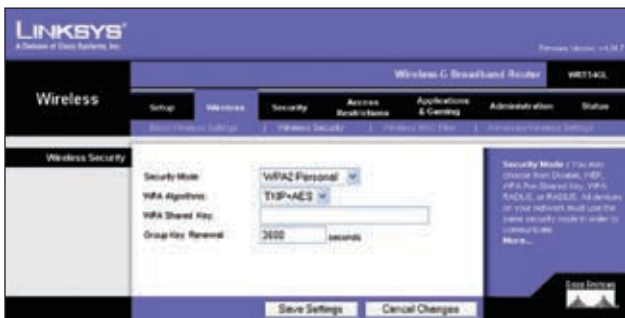 LINKSYS®
A Division of Cisco Systems, Inc.
Firmware Version:
Wireless-G Broadband Router WRT54GL
Wireless
Setup Wireless Security Access Restrictions Applications & Gaming Administration Status
Basic Wireless Settings | Wireless Security | Wireless MAC Filter | Advanced Wireless Settings
Wireless Security
Security Mode: WPA2 Personal
WPA Algorithms: TKIP+AES
WPA Shared Key:
Group Key Renewal: 3600 seconds
Security Mode : You may
choose from Disable, WEP,
WPA Pre-Shared Key, WPA
RADIUS, or RADIUS. All devices
on your network must use the
same security mode in order to
communicate.
More...
Cisco Systems
Save Settings Cancel Changes